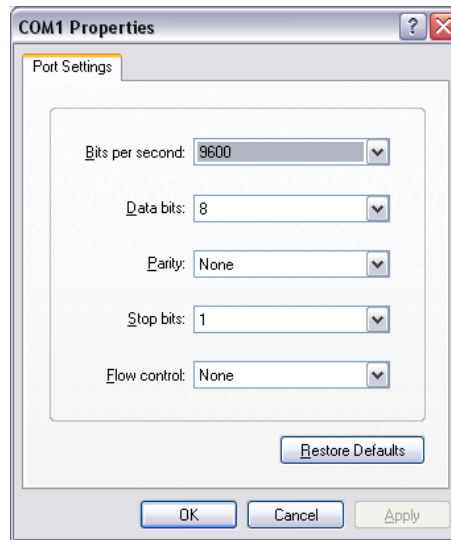 COM1 Properties
Port Settings
Bits per second: 9600
Data bits: 8
Parity: None
Stop bits: 1
Flow control: None
Restore Defaults
OK Cancel Apply